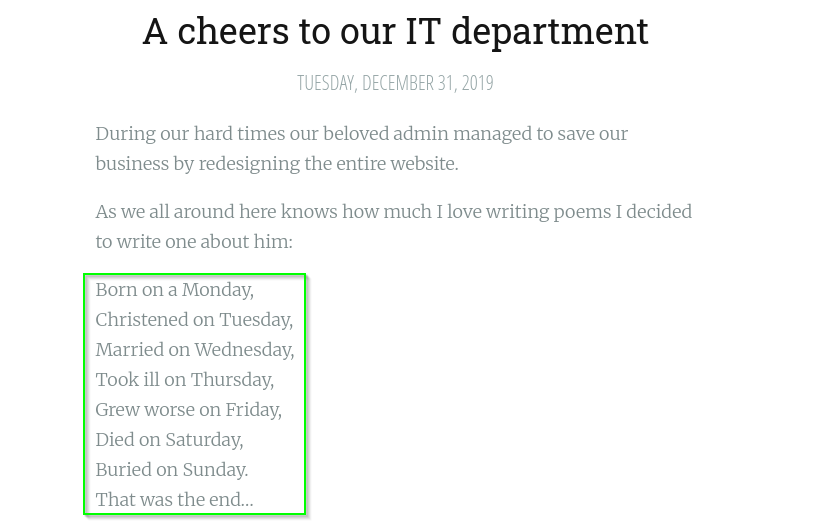 A cheers to our IT department
TUESDAY, DECEMBER 31, 2019
During our hard times our beloved admin managed to save our
business by redesigning the entire website.
As we all around here knows how much I love writing poems I decided
to write one about him:
Born on a Monday,
Christened on Tuesday,
Married on Wednesday,
Took ill on Thursday,
Grew worse on Friday,
Died on Saturday,
Buried on Sunday.
That was the end…